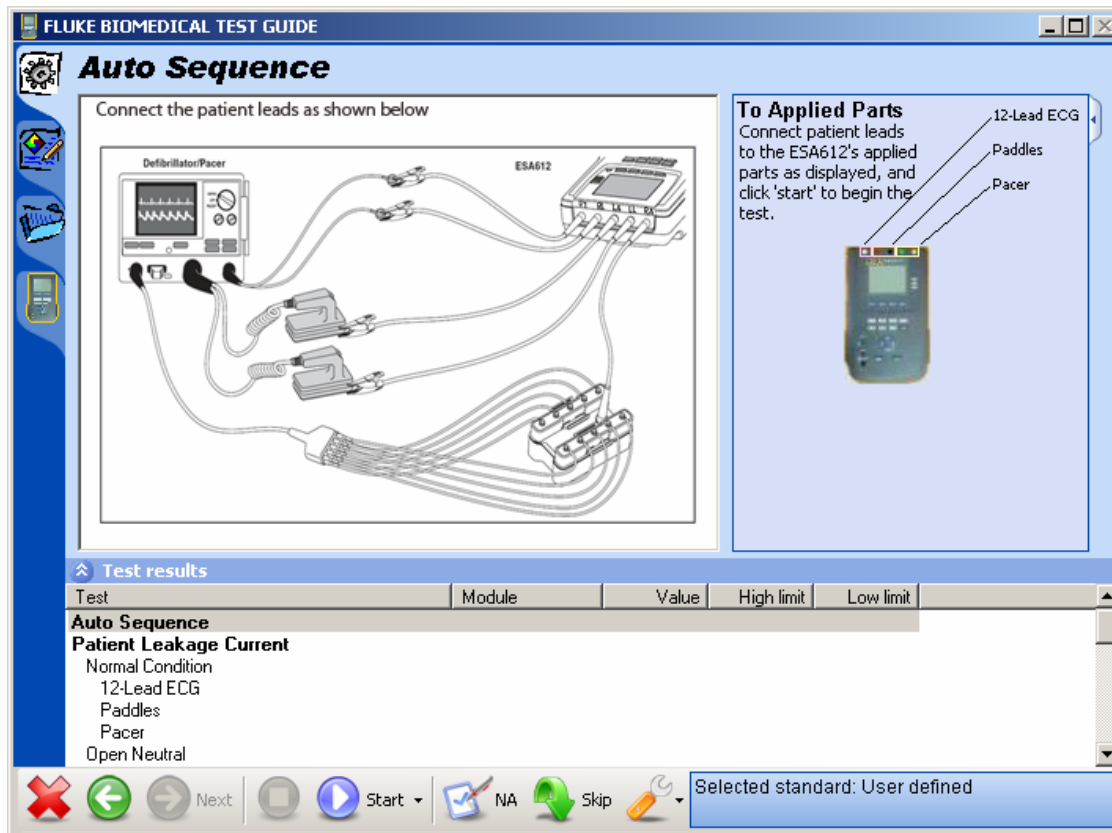 FLUKE BIOMEDICAL TEST GUIDE
Auto Sequence
Connect the patient leads as shown below
Defibrillator/Pacer
ESA612
LA LL RA
To Applied Parts
Connect patient leads
to the ESA612's applied
parts as displayed, and
click 'start' to begin the
test.
12-Lead ECG
Paddles
Pacer
Test results
Test Module Value High limit Low limit
Auto Sequence
Patient Leakage Current
Normal Condition
12-Lead ECG
Paddles
Pacer
Open Neutral
Next Start NA Skip
Selected standard: User defined